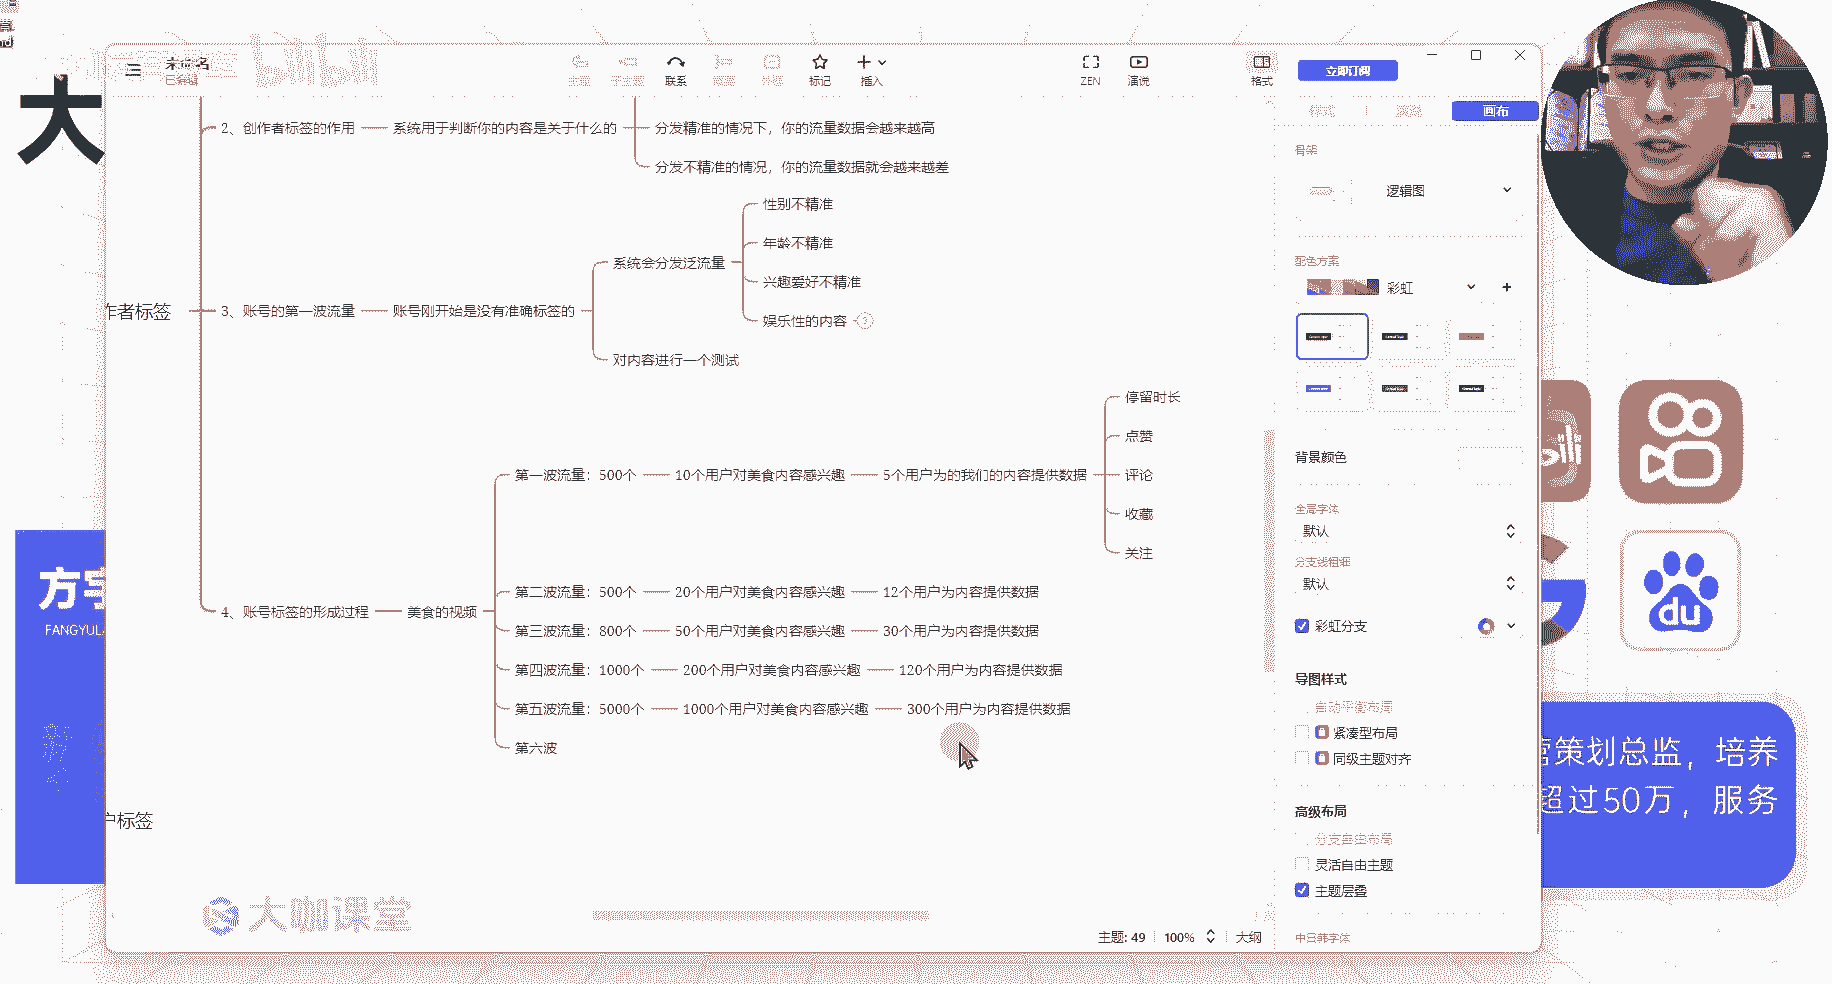 大
未命名
已编辑
bilibili
主题
子主题
联系
概要
外框
标记
插入
ZEN
演说
格式
立即订阅
样式
演说
画布
骨架
逻辑图
配色方案
彩虹
背景颜色
全局字体
默认
分支线粗细
默认
彩虹分支
导图样式
自动平衡布局
紧凑型布局
同级主题对齐
高级布局
分支自由布局
灵活自由主题
主题层叠
中日韩字体
2、创作者标签的作用
系统用于判断你的内容是关于什么的
分发精准的情况下，你的流量数据会越来越高
分发不精准的情况，你的流量数据就会越来越差
作者标签
3、账号的第一波流量
账号刚开始是没有准确标签的
系统会分发泛流量
性别不精准
年龄不精准
兴趣爱好不精准
娱乐性的内容
对内容进行一个测试
4、账号标签的形成过程
美食的视频
第一波流量：500个
10个用户对美食内容感兴趣
5个用户为的我们的内容提供数据
停留时长
点赞
评论
收藏
关注
第二波流量：500个
20个用户对美食内容感兴趣
12个用户为内容提供数据
第三波流量：800个
50个用户对美食内容感兴趣
30个用户为内容提供数据
第四波流量：1000个
200个用户对美食内容感兴趣
120个用户为内容提供数据
第五波流量：5000个
1000个用户对美食内容感兴趣
300个用户为内容提供数据
第六波
户标签
大咖课堂
主题: 49
100%
大纲
方宇
FANGYUL
du
营策划总监，培养
超过50万，服务